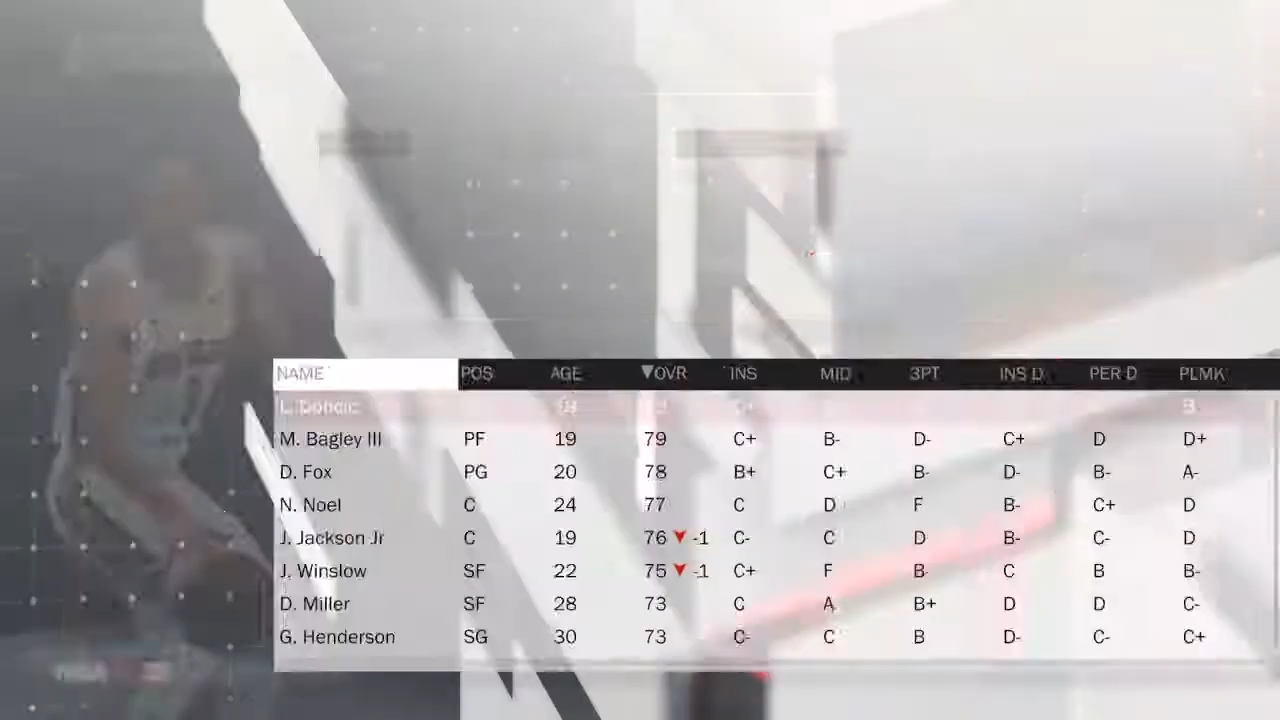 NAME POS AGE ▼OVR INS MID 3PT INS D PER D PLMK
L. Doncic
M. Bagley III PF 19 79 C+ B- D- C+ D D+
D. Fox PG 20 78 B+ C+ B- D- B- A-
N. Noel C 24 77 C D F B- C+ D
J. Jackson Jr C 19 76 -1 C- C D B- C- D
J. Winslow SF 22 75 -1 C+ F B- C B B-
D. Miller SF 28 73 C A B+ D D C-
G. Henderson SG 30 73 C- C B D- C- C+